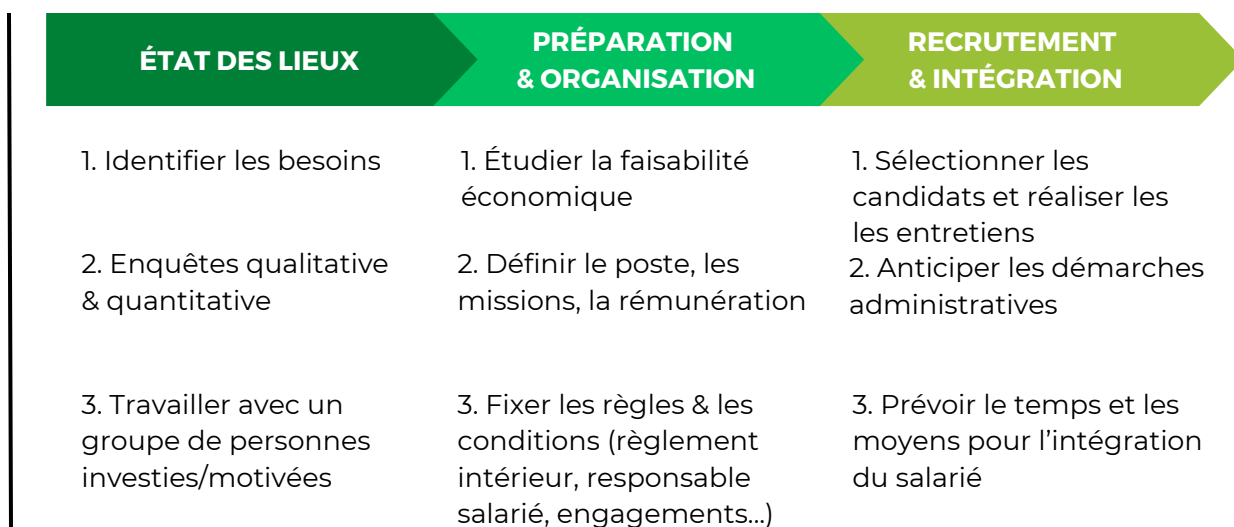 ÉTAT DES LIEUX
1. Identifier les besoins
2. Enquêtes qualitative
& quantitative
3. Travailler avec un
groupe de personnes
investies/motivées
PRÉPARATION
& ORGANISATION
1. Étudier la faisabilité
économique
2. Définir le poste, les
missions, la rémunération
3. Fixer les règles & les
conditions (règlement
intérieur, responsable
salarié, engagements...)
RECRUTEMENT
& INTÉGRATION
1. Sélectionner les
candidats et réaliser les
les entretiens
2. Anticiper les démarches
administratives
3. Prévoir le temps et les
moyens pour l’intégration
du salarié